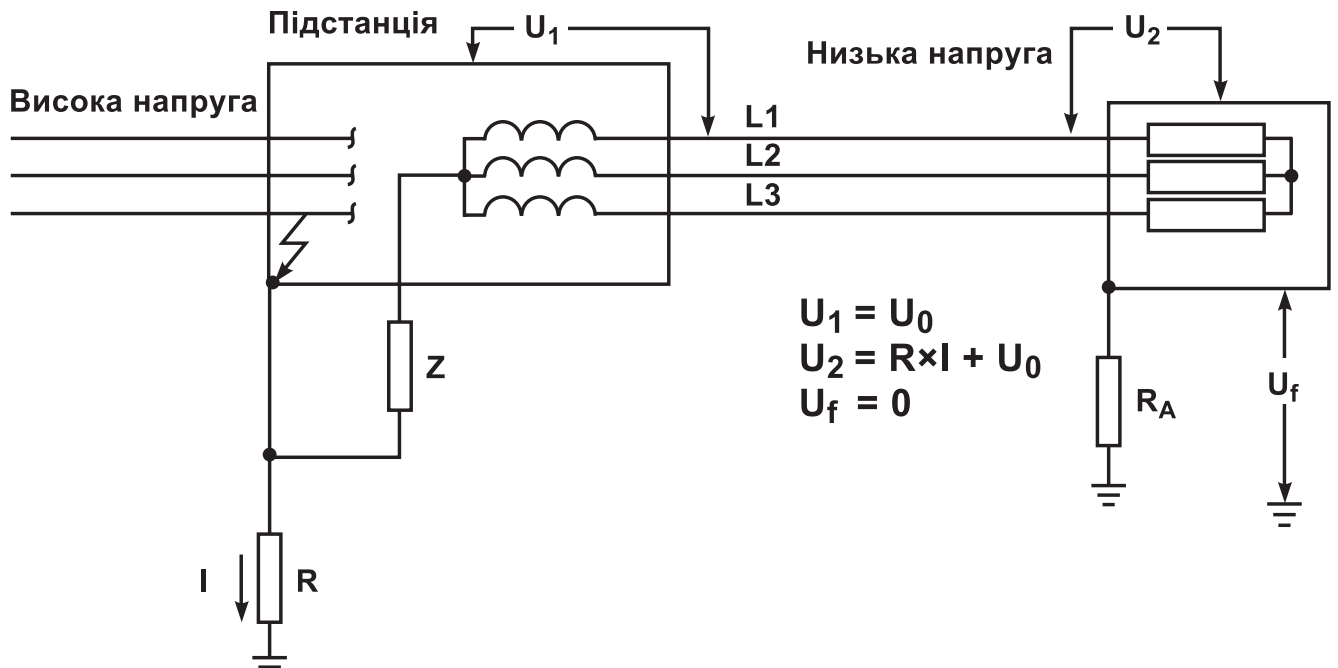 Підстанція
U1
Низька напруга
U2
Висока напруга
L1
L2
L3
Z
U1 = U0
U2 = R×I + U0
Uf = 0
RA
Uf
I
R